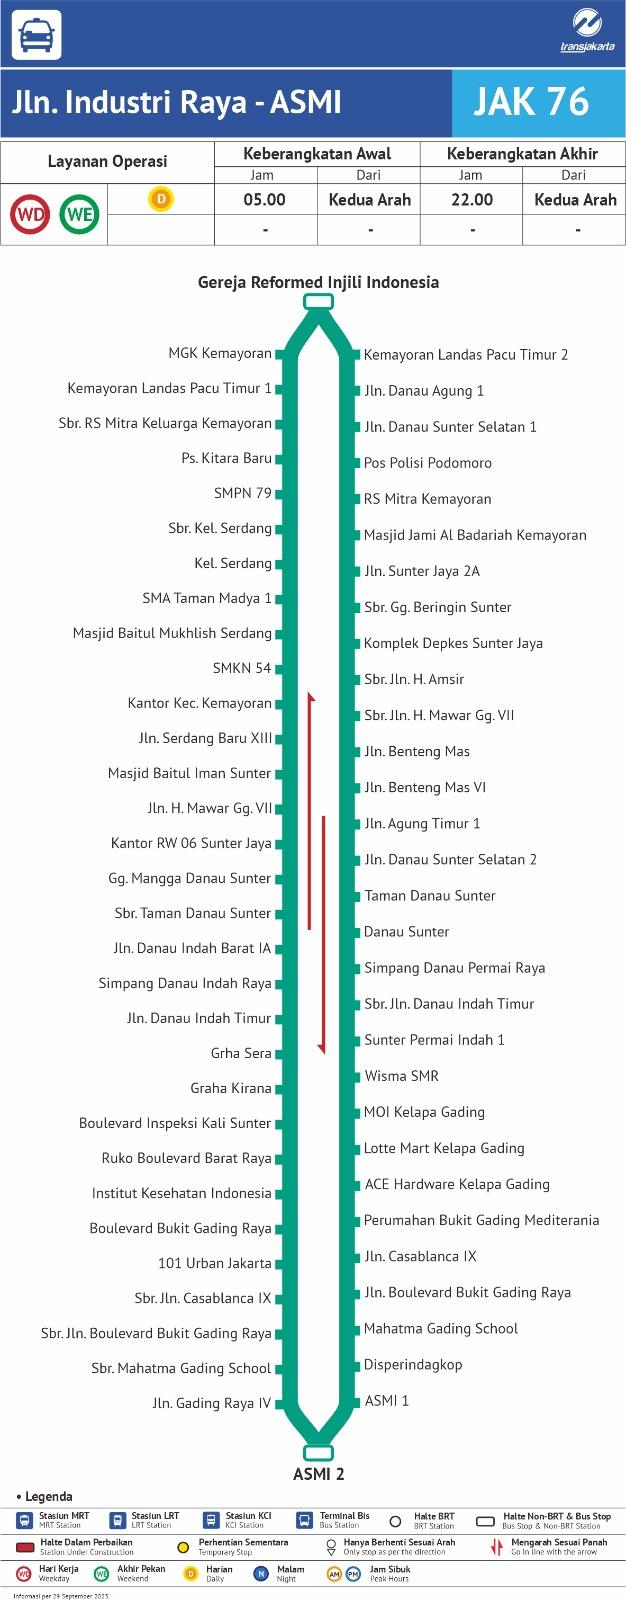 transjakarta
Jln. Industri Raya - ASMI
JAK 76
Layanan Operasi
Keberangkatan Awal
Keberangkatan Akhir
Jam
Dari
Jam
Dari
WD
WE
D
05.00
Kedua Arah
22.00
Kedua Arah
-
-
-
-
Gereja Reformed Injili Indonesia
MGK Kemayoran
Kemayoran Landas Pacu Timur 1
Sbr. RS Mitra Keluarga Kemayoran
Ps. Kitara Baru
SMPN 79
Sbr. Kel. Serdang
Kel. Serdang
SMA Taman Madya 1
Masjid Baitul Mukhlish Serdang
SMKN 54
Kantor Kec. Kemayoran
Jln. Serdang Baru XIII
Masjid Baitul Iman Sunter
Jln. H. Mawar Gg. VII
Kantor RW 06 Sunter Jaya
Gg. Mangga Danau Sunter
Sbr. Taman Danau Sunter
Jln. Danau Indah Barat IA
Simpang Danau Indah Raya
Jln. Danau Indah Timur
Grha Sera
Graha Kirana
Boulevard Inspeksi Kali Sunter
Ruko Boulevard Barat Raya
Institut Kesehatan Indonesia
Boulevard Bukit Gading Raya
101 Urban Jakarta
Sbr. Jln. Casablanca IX
Sbr. Jln. Boulevard Bukit Gading Raya
Sbr. Mahatma Gading School
Jln. Gading Raya IV
Kemayoran Landas Pacu Timur 2
Jln. Danau Agung 1
Jln. Danau Sunter Selatan 1
Pos Polisi Podomoro
RS Mitra Kemayoran
Masjid Jami Al Badariah Kemayoran
Jln. Sunter Jaya 2A
Sbr. Gg. Beringin Sunter
Komplek Depkes Sunter Jaya
Sbr. Jln. H. Amsir
Sbr. Jln. H. Mawar Gg. VII
Jln. Benteng Mas
Jln. Benteng Mas VI
Jln. Agung Timur 1
Jln. Danau Sunter Selatan 2
Taman Danau Sunter
Danau Sunter
Simpang Danau Permai Raya
Sbr. Jln. Danau Indah Timur
Sunter Permai Indah 1
Wisma SMR
MOI Kelapa Gading
Lotte Mart Kelapa Gading
ACE Hardware Kelapa Gading
Perumahan Bukit Gading Mediterania
Jln. Casablanca IX
Jln. Boulevard Bukit Gading Raya
Mahatma Gading School
Disperindagkop
ASMI 1
ASMI 2
• Legenda
Stasiun MRT
MRT Station
Stasiun LRT
LRT Station
Stasiun KCI
KCI Station
Terminal Bis
Bus Station
Halte BRT
BRT Station
Halte Non-BRT & Bus Stop
Bus Stop & Non-BRT Station
Halte Dalam Perbaikan
Station Under Construction
Perhentian Sementara
Temporary Stop
Hanya Berhenti Sesuai Arah
Only stop as per the direction
Mengarah Sesuai Panah
Go in line with the arrow
WD
Hari Kerja
Weekday
WE
Akhir Pekan
Weekend
D
Harian
Daily
N
Malam
Night
AM
PM
Jam Sibuk
Peak Hours
Informasi per 29 September 2023